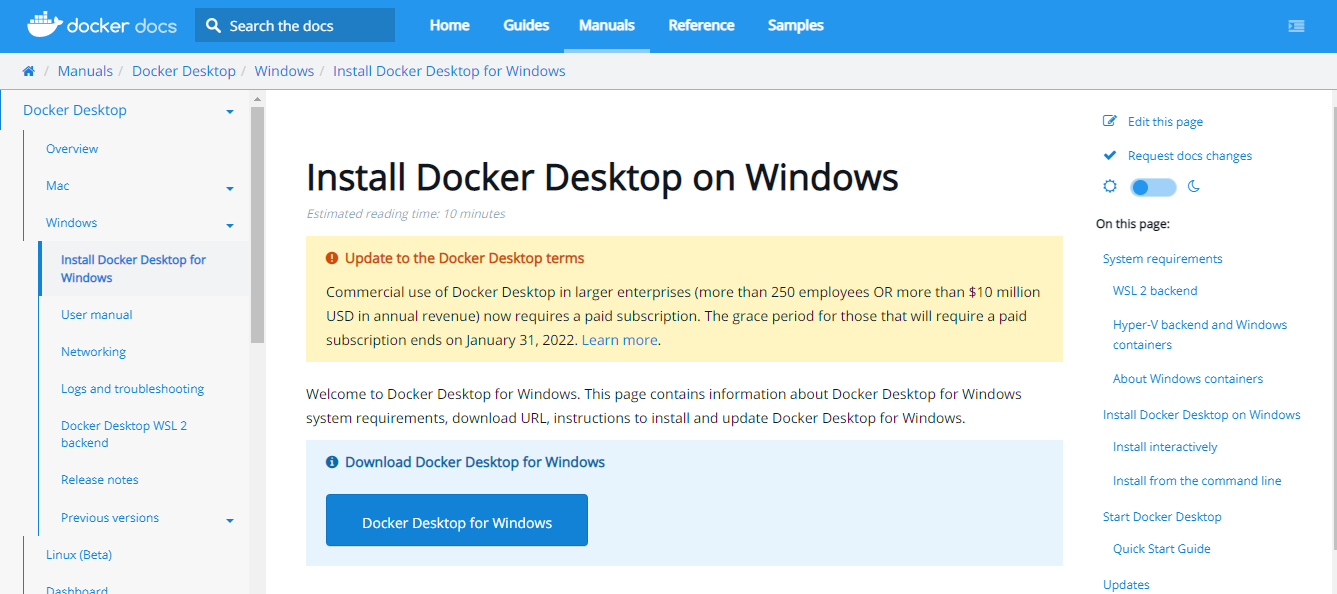 docker docs
Search the docs
Home
Guides
Manuals
Reference
Samples
/ Manuals / Docker Desktop / Windows / Install Docker Desktop for Windows
Docker Desktop
Overview
Mac
Windows
Install Docker Desktop for
Windows
User manual
Networking
Logs and troubleshooting
Docker Desktop WSL 2
backend
Release notes
Previous versions
Linux (Beta)
Dashboard
Install Docker Desktop on Windows
Estimated reading time: 10 minutes
Update to the Docker Desktop terms
Commercial use of Docker Desktop in larger enterprises (more than 250 employees OR more than $10 million
USD in annual revenue) now requires a paid subscription. The grace period for those that will require a paid
subscription ends on January 31, 2022. Learn more.
Welcome to Docker Desktop for Windows. This page contains information about Docker Desktop for Windows
system requirements, download URL, instructions to install and update Docker Desktop for Windows.
Download Docker Desktop for Windows
Docker Desktop for Windows
Edit this page
Request docs changes
On this page:
System requirements
WSL 2 backend
Hyper-V backend and Windows
containers
About Windows containers
Install Docker Desktop on Windows
Install interactively
Install from the command line
Start Docker Desktop
Quick Start Guide
Updates